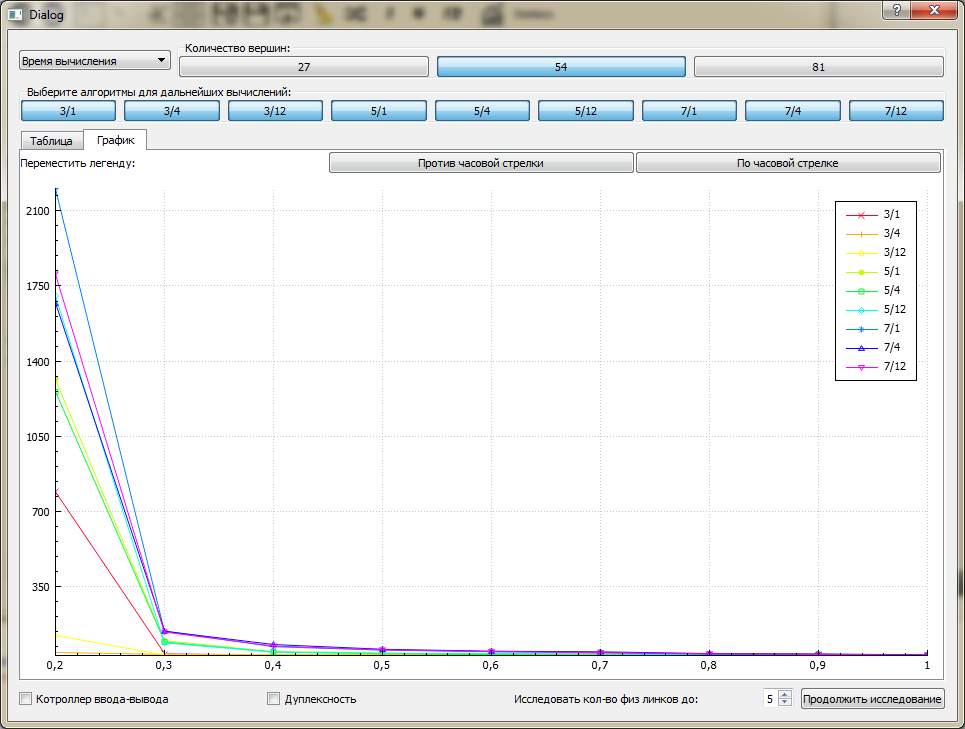 Dialog
Количество вершин:
Время вычисления 27 54 81
Выберите алгоритмы для дальнейших вычислений:
3/1 3/4 3/12 5/1 5/4 5/12 7/1 7/4 7/12
Таблица График
Переместить легенду: Против часовой стрелки По часовой стрелке
2100
1750
1400
1050
700
350
0,2 0,3 0,4 0,5 0,6 0,7 0,8 0,9 1
3/1
3/4
3/12
5/1
5/4
5/12
7/1
7/4
7/12
Котроллер ввода-вывода Дуплексность Исследовать кол-во физ линков до: 5 Продолжить исследование